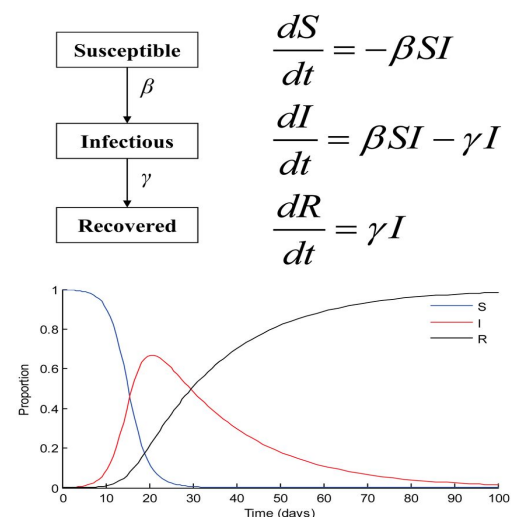 Susceptible
β
Infectious
γ
Recovered
dS/dt = -βSI
dI/dt = βSI - γI
dR/dt = γI
1
0.8
0.6
0.4
0.2
0
Proportion
S
I
R
0 10 20 30 40 50 60 70 80 90 100
Time (days)